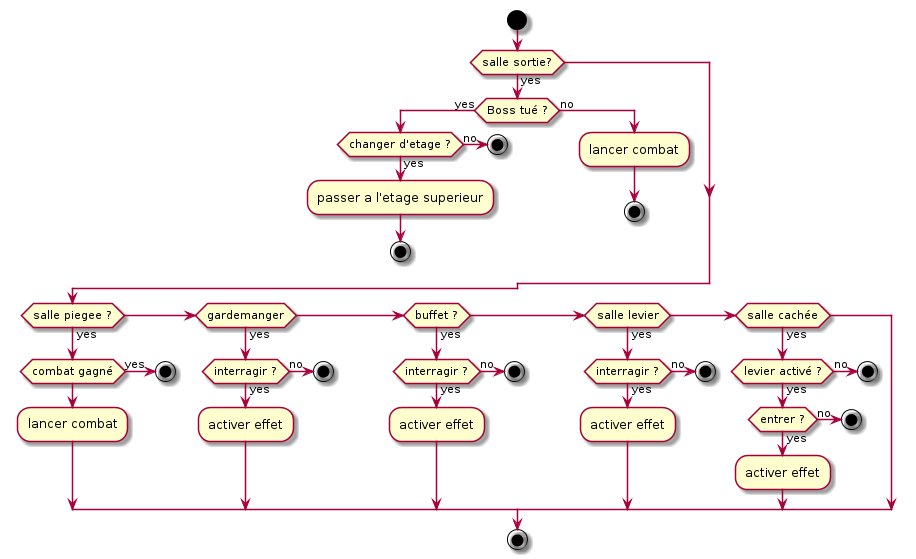 salle sortie?
yes
yes
Boss tué ?
no
changer d'etage ?
no
lancer combat
yes
passer a l'etage superieur
salle piegee ?
gardemanger
buffet ?
salle levier
salle cachée
yes
yes
yes
yes
yes
combat gagné
yes
interragir ?
no
interragir ?
no
interragir ?
no
levier activé ?
no
yes
yes
yes
yes
lancer combat
activer effet
activer effet
activer effet
entrer ?
no
yes
activer effet